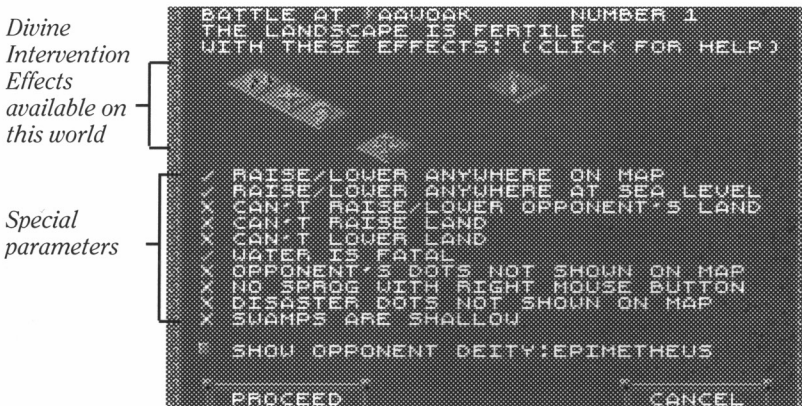 BATTLE AT 'AAWOAK NUMBER 1
THE LANDSCAPE IS FERTILE
WITH THESE EFFECTS: (CLICK FOR HELP)
Divine
Intervention
Effects
available on
this world
✓ RAISE/LOWER ANYWHERE ON MAP
✓ RAISE/LOWER ANYWHERE AT SEA LEVEL
X CAN'T RAISE/LOWER OPPONENT'S LAND
X CAN'T RAISE LAND
X CAN'T LOWER LAND
✓ WATER IS FATAL
X OPPONENT'S DOTS NOT SHOWN ON MAP
X NO SPROG WITH RIGHT MOUSE BUTTON
X DISASTER DOTS NOT SHOWN ON MAP
X SWAMPS ARE SHALLOW
Special
parameters
SHOW OPPONENT DEITY:EPIMETHEUS
PROCEED CANCEL